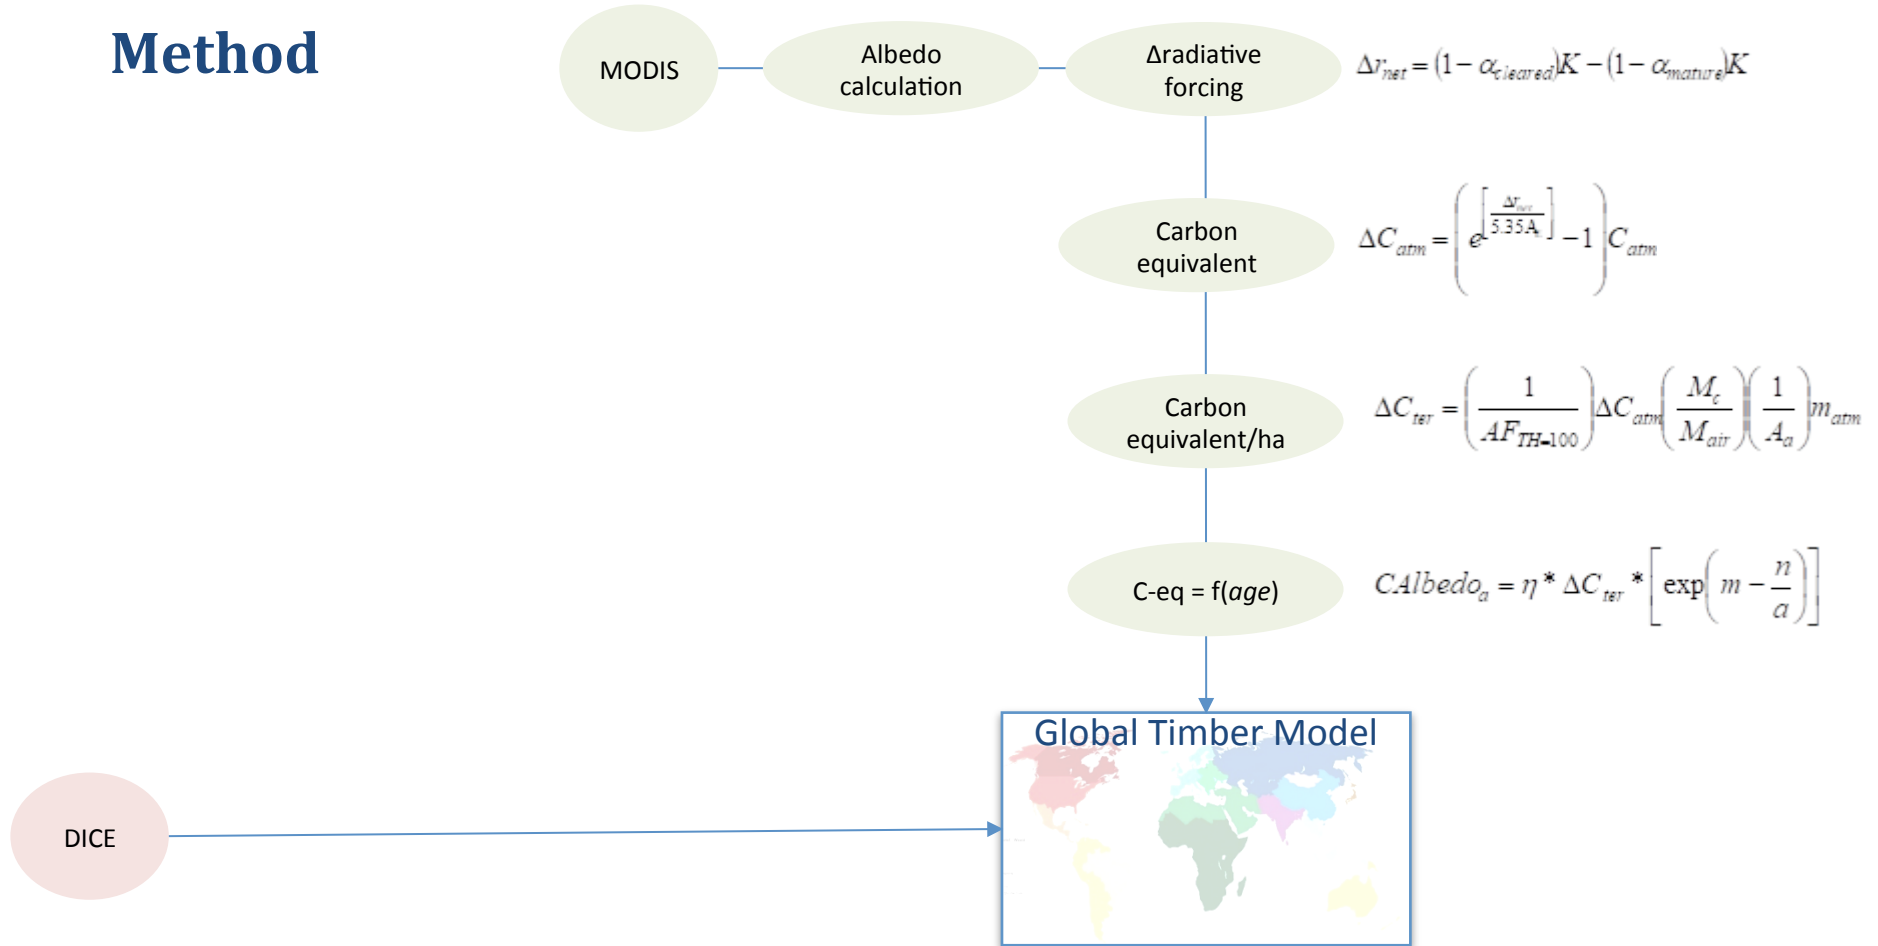 Method
MODIS
Albedo
calculation
Δradiative
forcing
Δr_net = (1 − α_cleared)K − (1 − α_mature)K
Carbon
equivalent
ΔC_atm = (e^[Δr_net / 5.35A_e] − 1)C_atm
Carbon
equivalent/ha
ΔC_ter = (1 / AF_TH=100)ΔC_atm(M_c / M_air)(1 / A_a)m_atm
C-eq = f(age)
CAlbedo_a = η * ΔC_ter * [exp(m − n / a)]
Global Timber Model
DICE